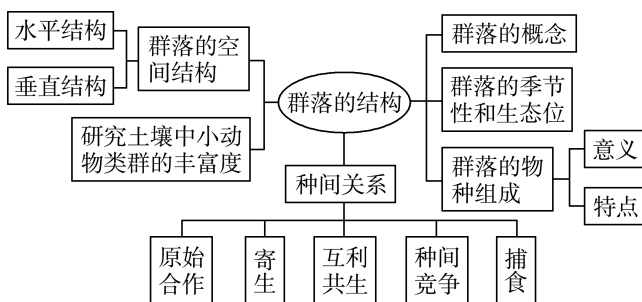 水平结构
垂直结构
群落的空
间结构
研究土壤中小动
物类群的丰富度
群落的结构
群落的概念
群落的季节
性和生态位
群落的物
种组成
意义
特点
种间关系
原始
合作
寄
生
互利
共生
种间
竞争
捕
食